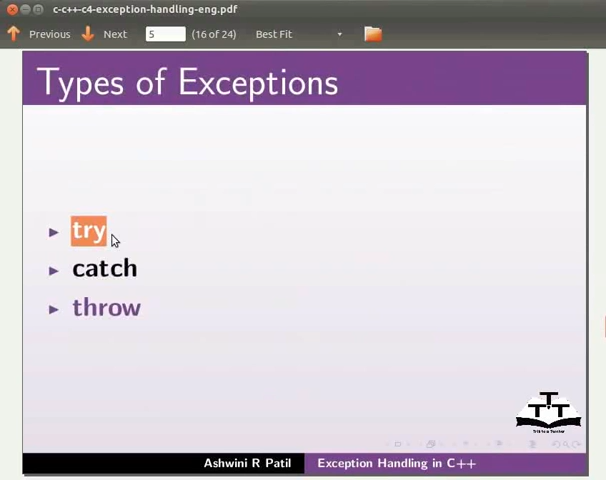 c-c++-c4-exception-handling-eng.pdf
Previous Next 5 (16 of 24) Best Fit
Types of Exceptions
try
catch
throw
Ashwini R Patil Exception Handling in C++